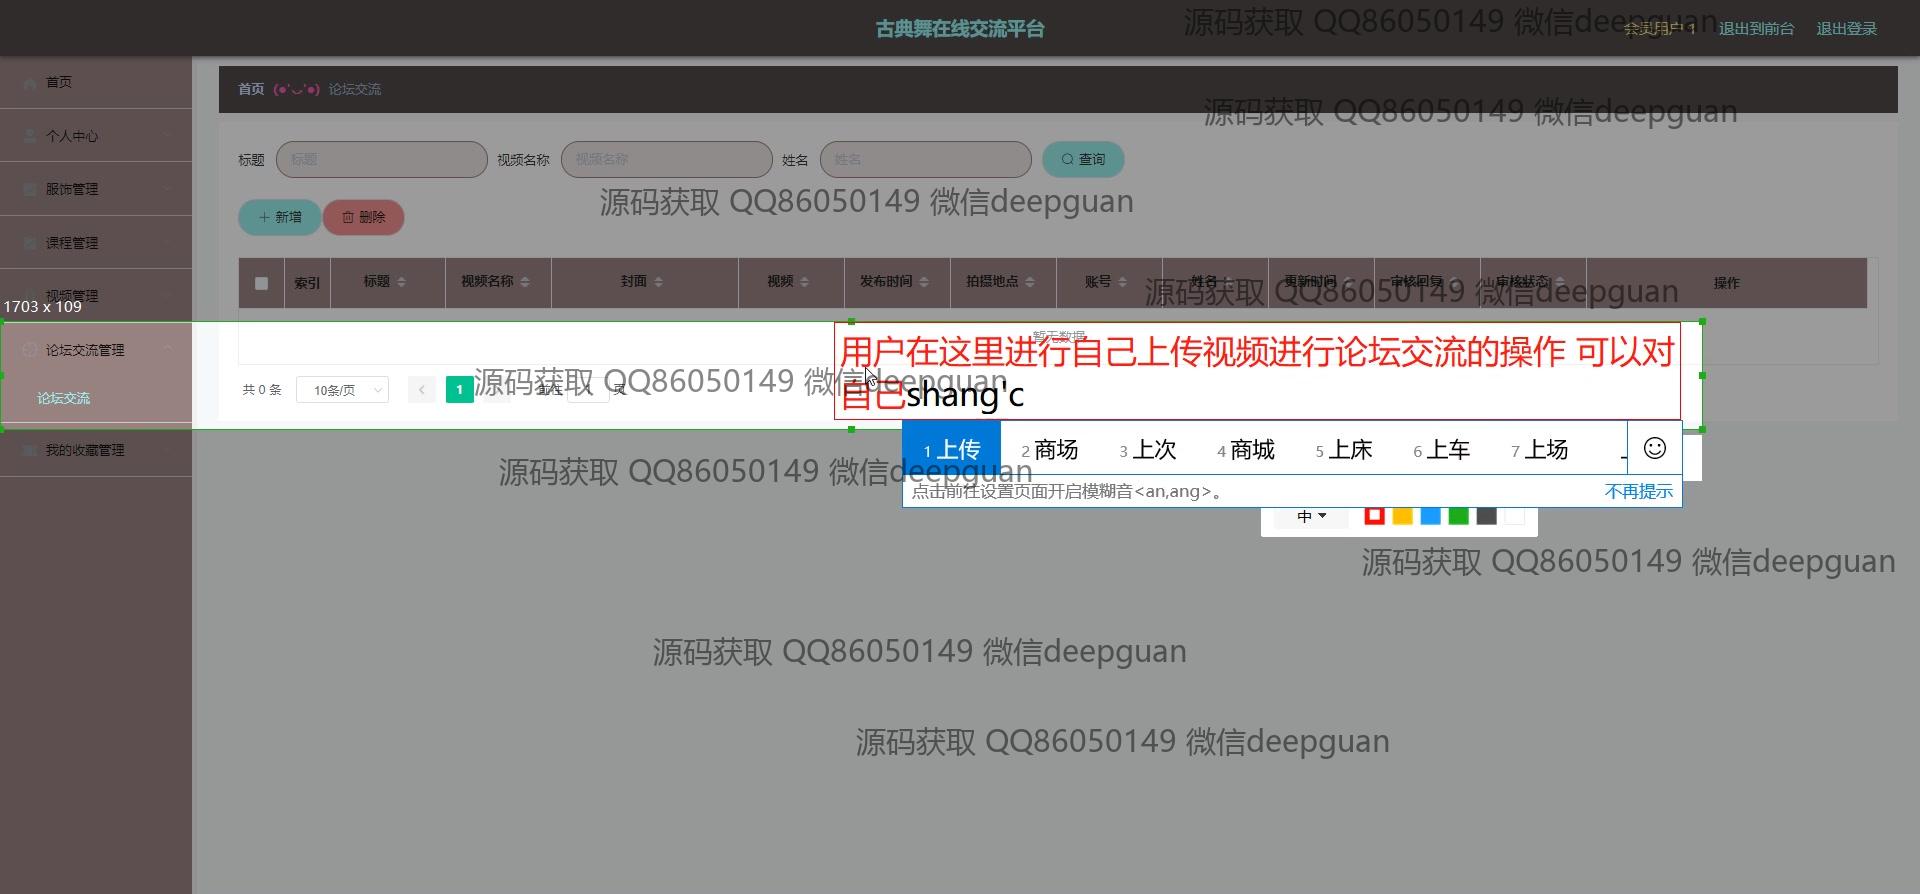 源码获取 QQ86050149 微信deepguan
古典舞在线交流平台
会员用户 1 退出到前台 退出登录
首页
首页 (●'◡'●) 论坛交流
源码获取 QQ86050149 微信deepguan
个人中心
标题 标题 视频名称 视频名称 姓名 姓名 查询
服饰管理
源码获取 QQ86050149 微信deepguan
新增 删除
课程管理
索引 标题 视频名称 封面 视频 发布时间 拍摄地点 账号 姓名 更新时间 审核回复 审核状态 操作
源码获取 QQ86050149 微信deepguan
视频管理
1703 x 109
暂无数据
论坛交流管理
用户在这里进行自己上传视频进行论坛交流的操作 可以对
自己shang'c
共 0 条 10条/页 1 前往 页
源码获取 QQ86050149 微信deepguan
论坛交流
我的收藏管理
1 上传 2 商场 3 上次 4 商城 5 上床 6 上车 7 上场
源码获取 QQ86050149 微信deepguan
点击前往设置页面开启模糊音<an,ang>。 不再提示
中
源码获取 QQ86050149 微信deepguan
源码获取 QQ86050149 微信deepguan
源码获取 QQ86050149 微信deepguan